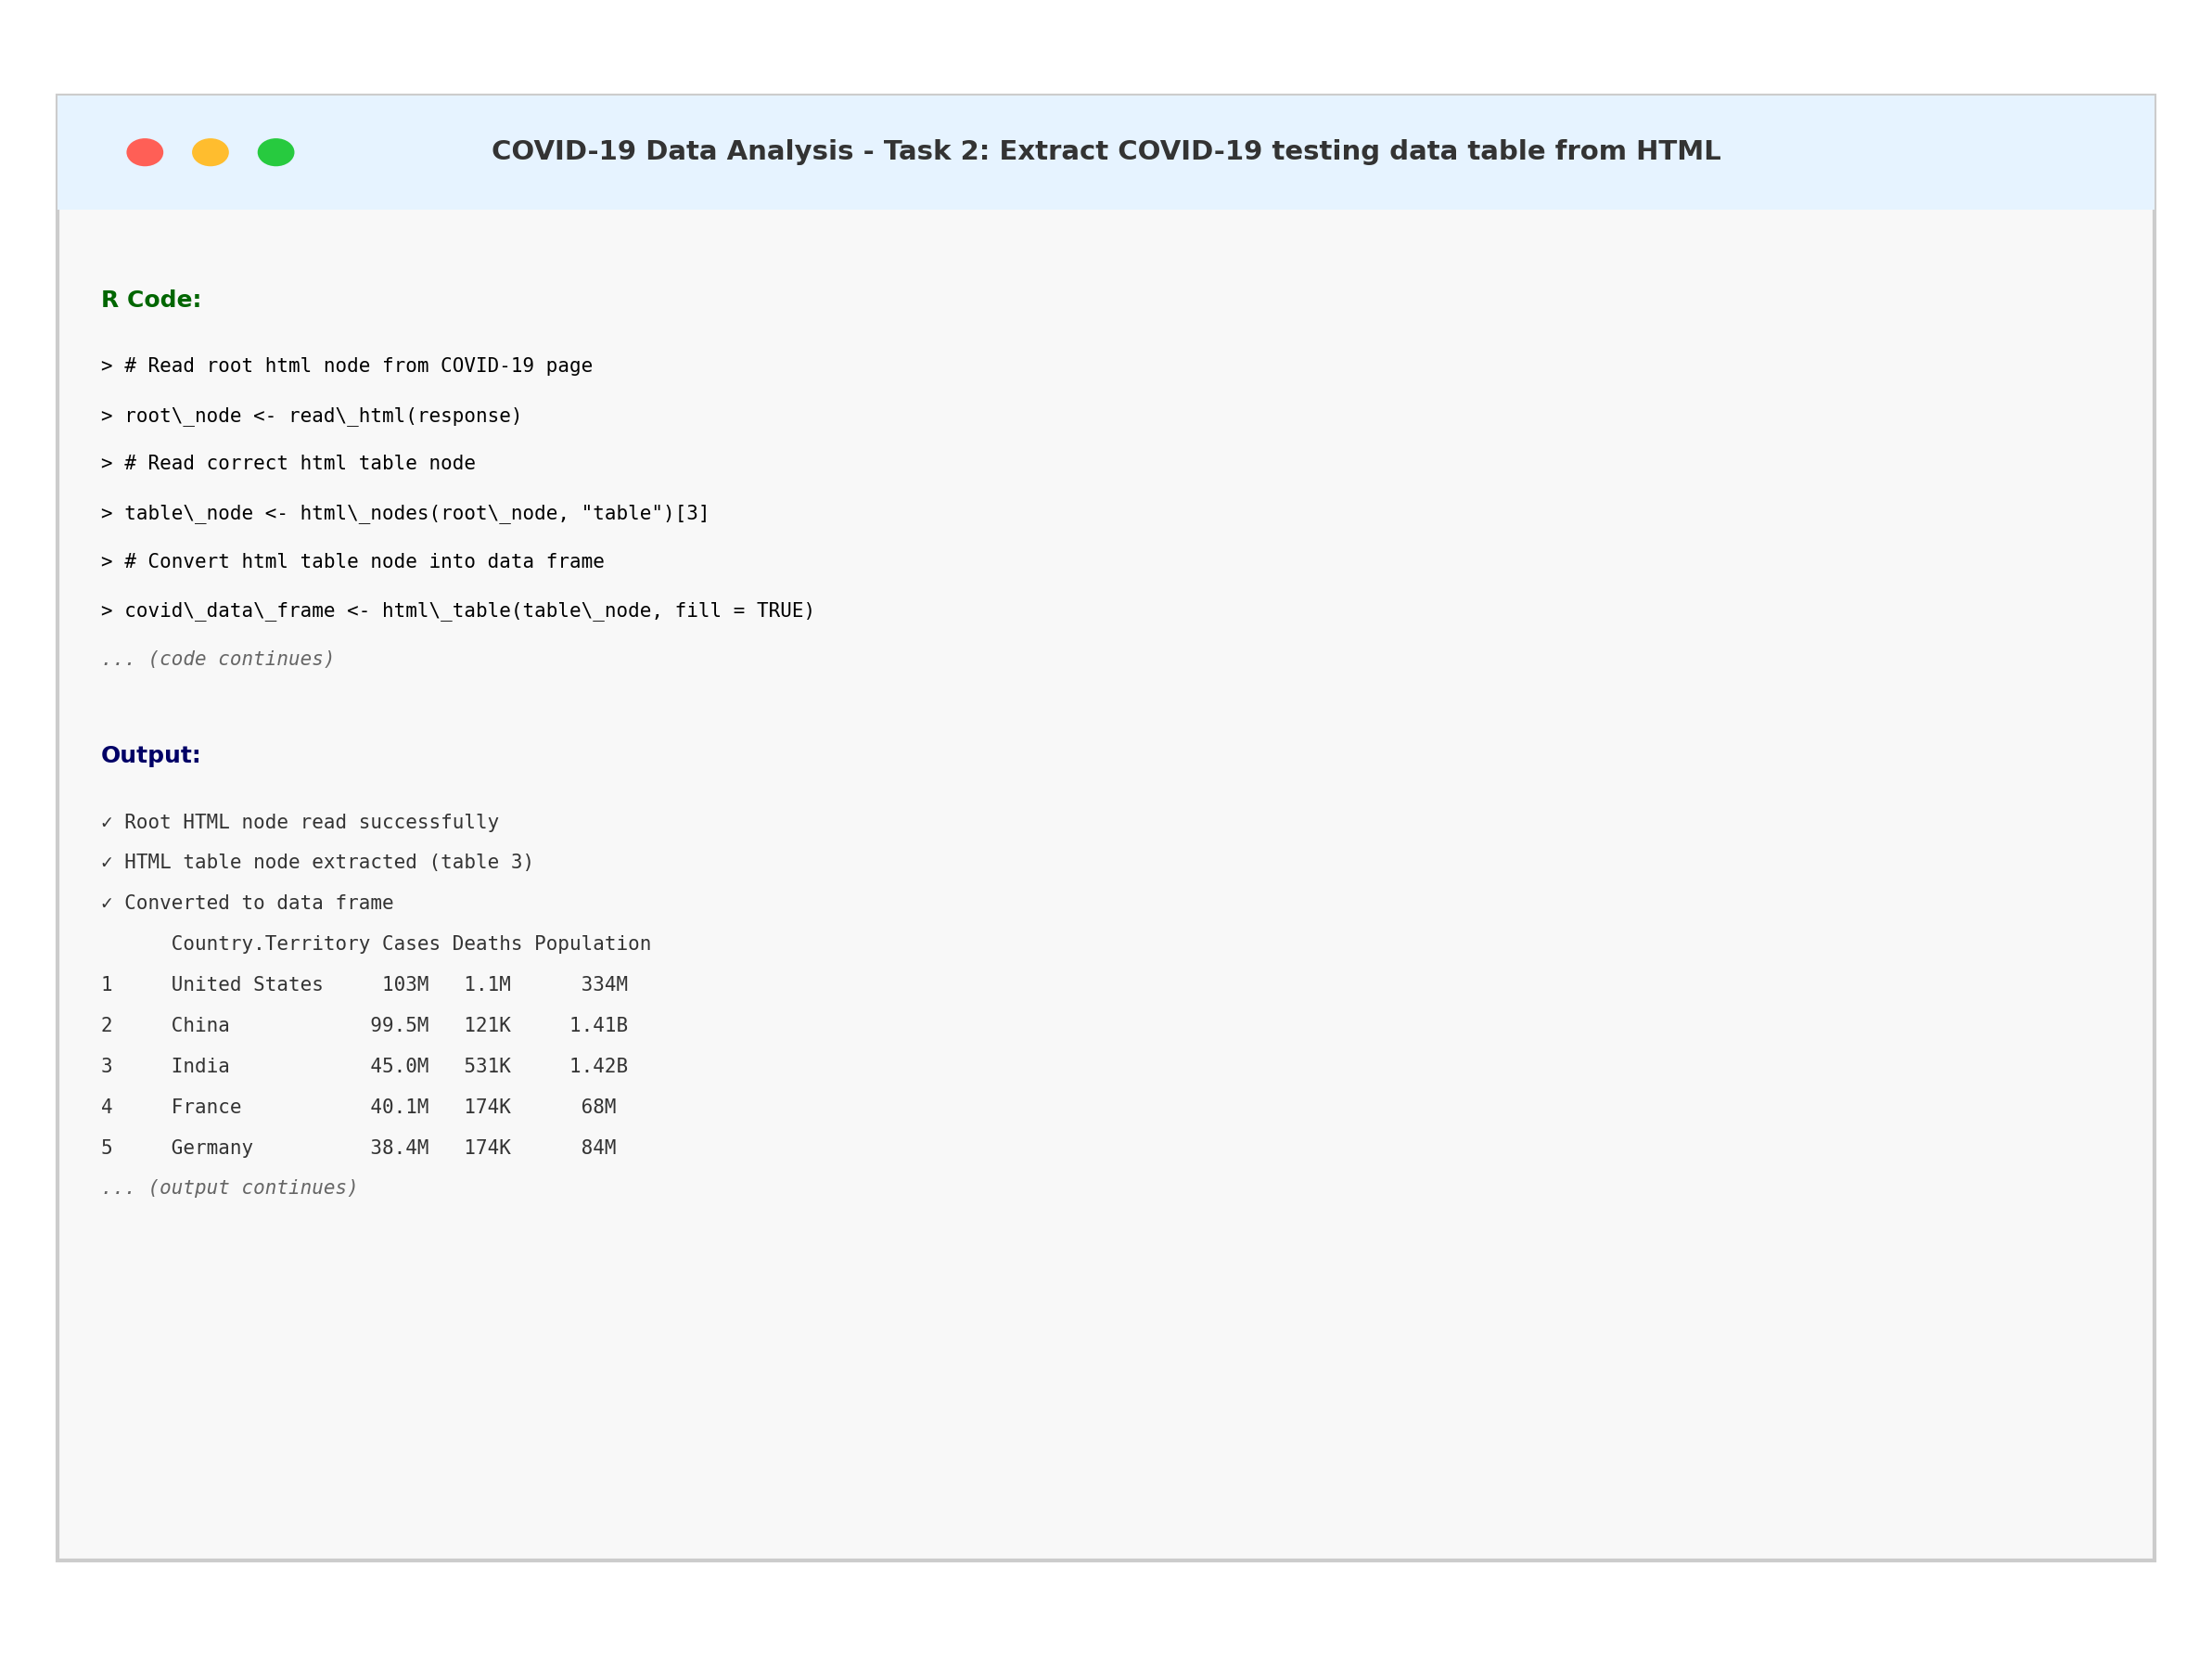 COVID-19 Data Analysis - Task 2: Extract COVID-19 testing data table from HTML
R Code:
> # Read root html node from COVID-19 page
> root\_node <- read\_html(response)
> # Read correct html table node
> table\_node <- html\_nodes(root\_node, "table")[3]
> # Convert html table node into data frame
> covid\_data\_frame <- html\_table(table\_node, fill = TRUE)
... (code continues)
Output:
✓ Root HTML node read successfully
✓ HTML table node extracted (table 3)
✓ Converted to data frame
      Country.Territory Cases Deaths Population
1     United States     103M   1.1M      334M
2     China            99.5M   121K     1.41B
3     India            45.0M   531K     1.42B
4     France           40.1M   174K      68M
5     Germany          38.4M   174K      84M
... (output continues)